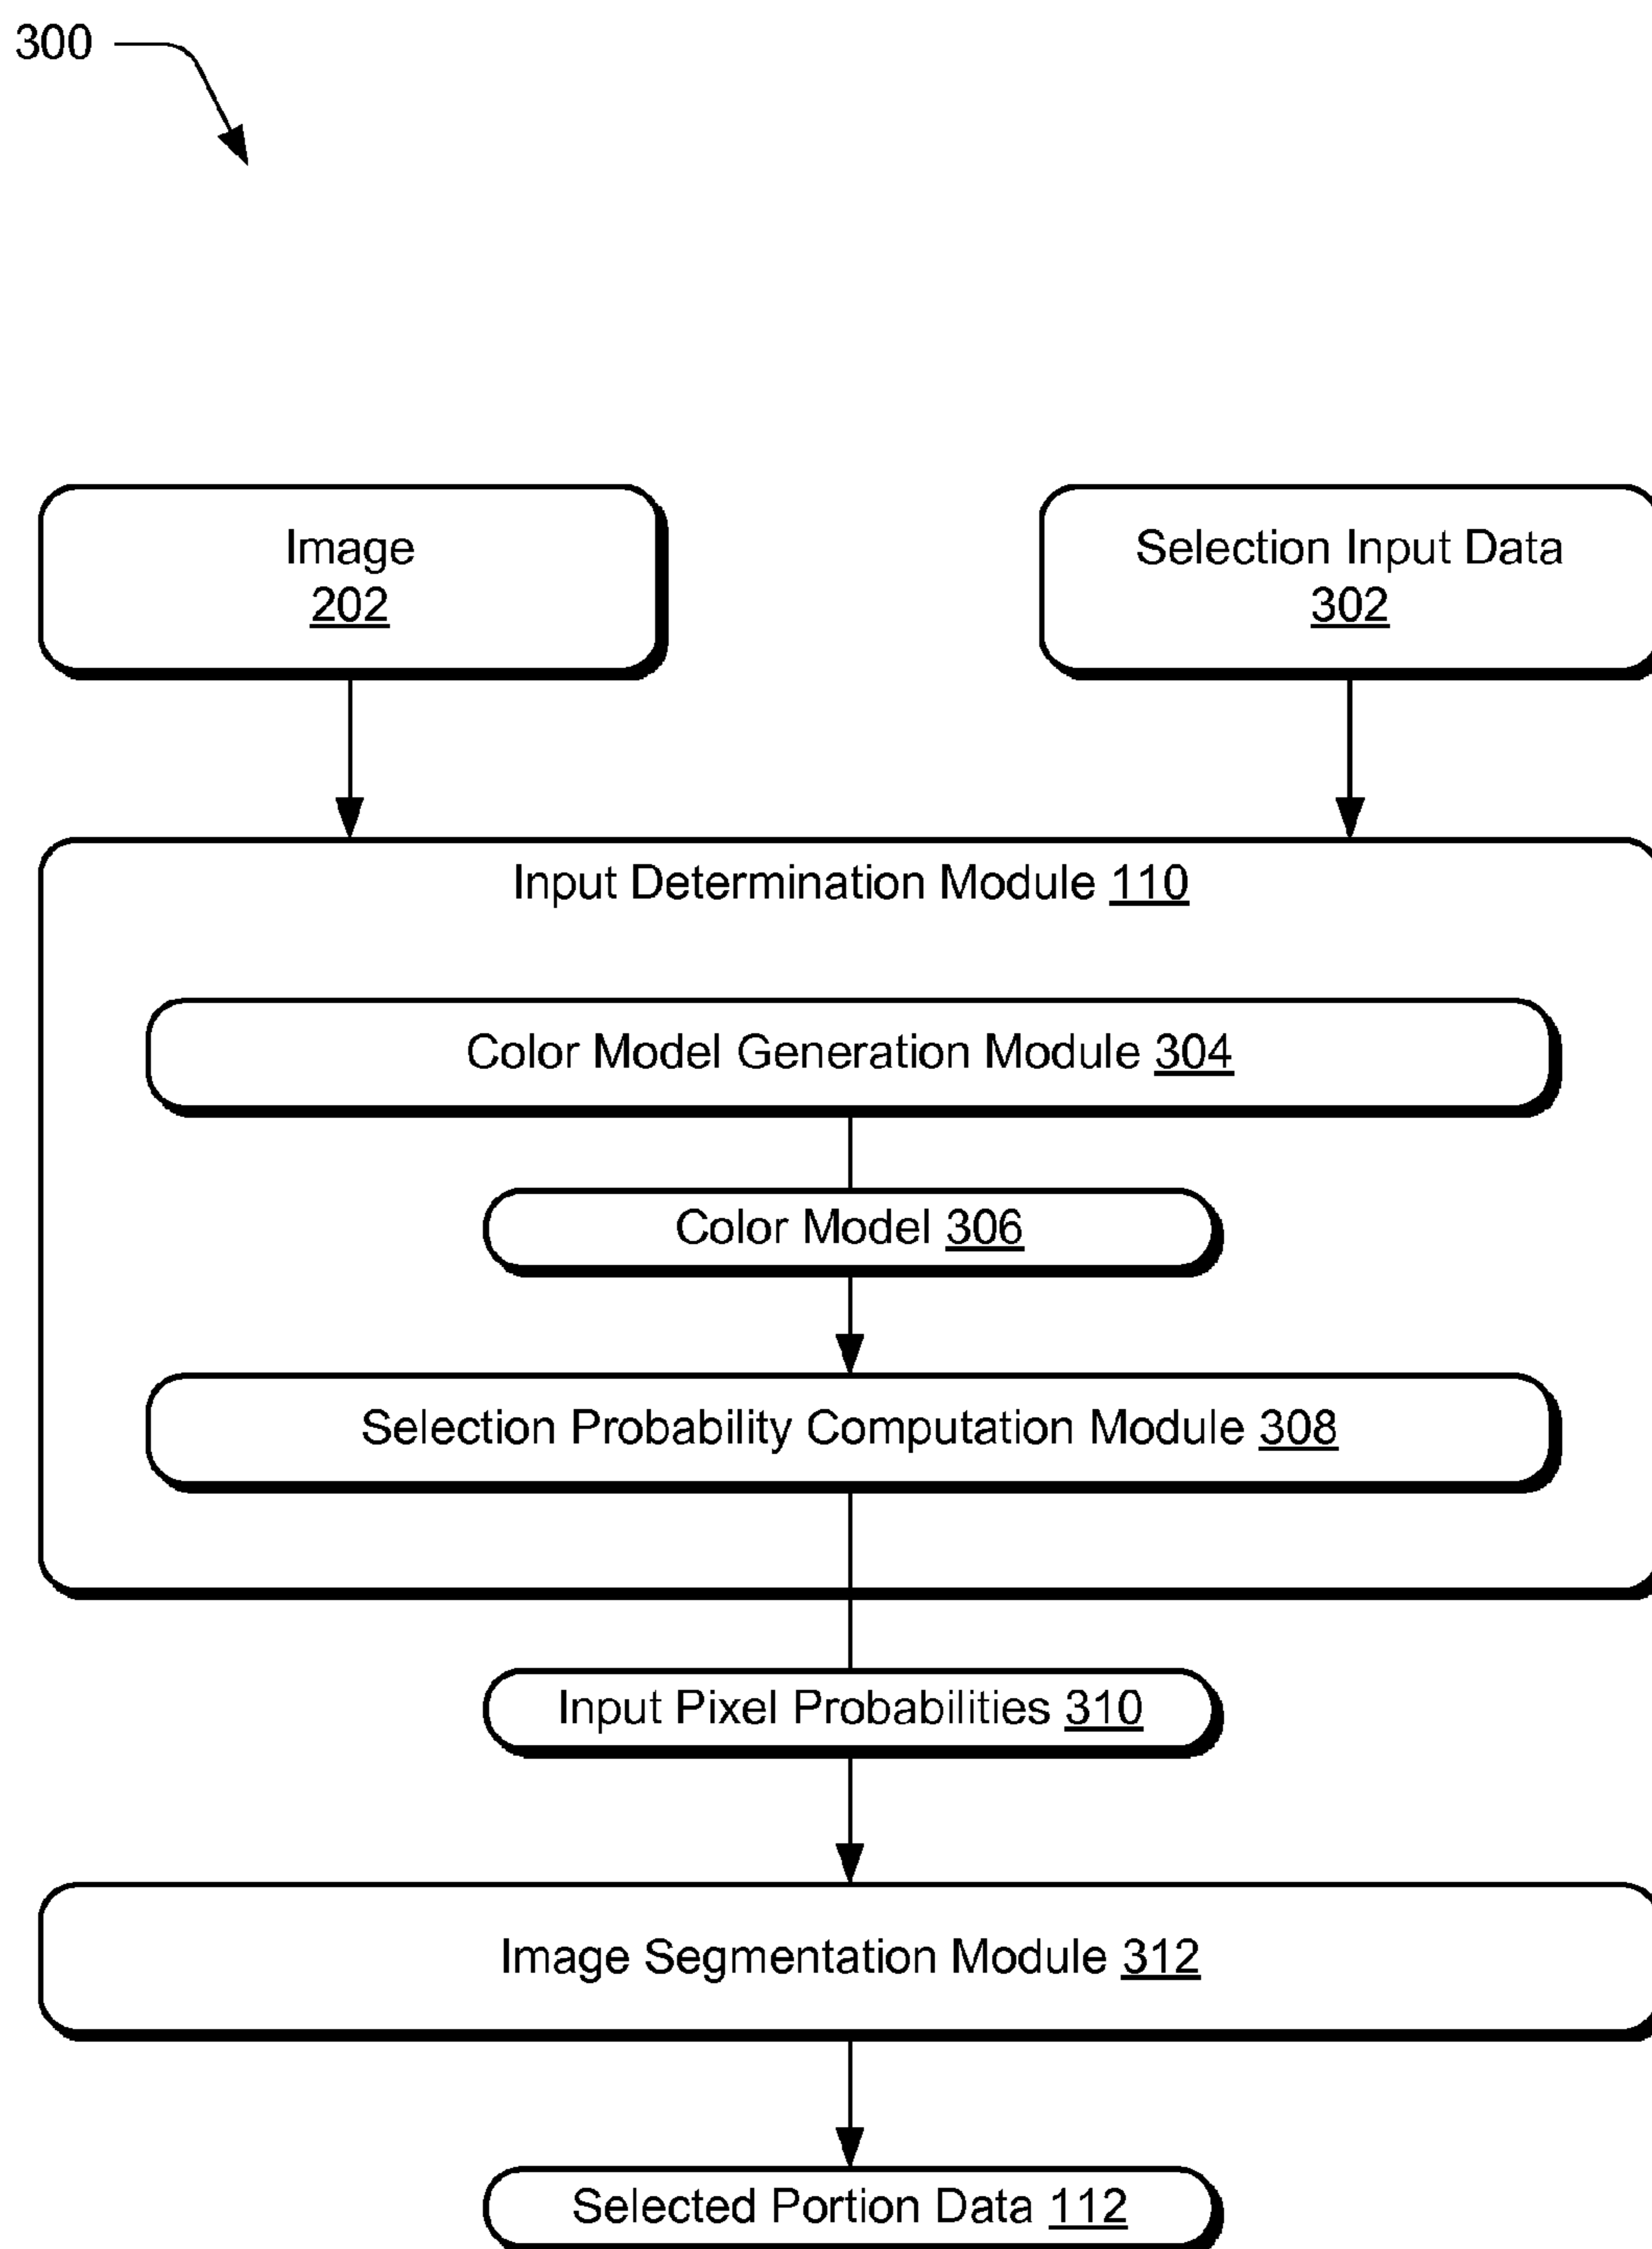 300
Image
202
Selection Input Data
302
Input Determination Module 110
Color Model Generation Module 304
Color Model 306
Selection Probability Computation Module 308
Input Pixel Probabilities 310
Image Segmentation Module 312
Selected Portion Data 112